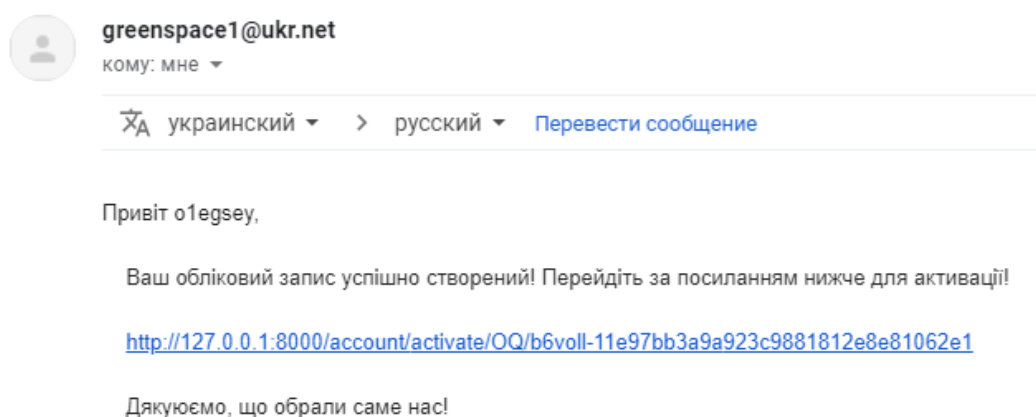 greenspace1@ukr.net
кому: мне
украинский > русский Перевести сообщение
Привіт o1egsey,
Ваш обліковий запис успішно створений! Перейдіть за посиланням нижче для активації!
http://127.0.0.1:8000/account/activate/OQ/b6voll-11e97bb3a9a923c9881812e8e81062e1
Дякуюємо, що обрали саме нас!